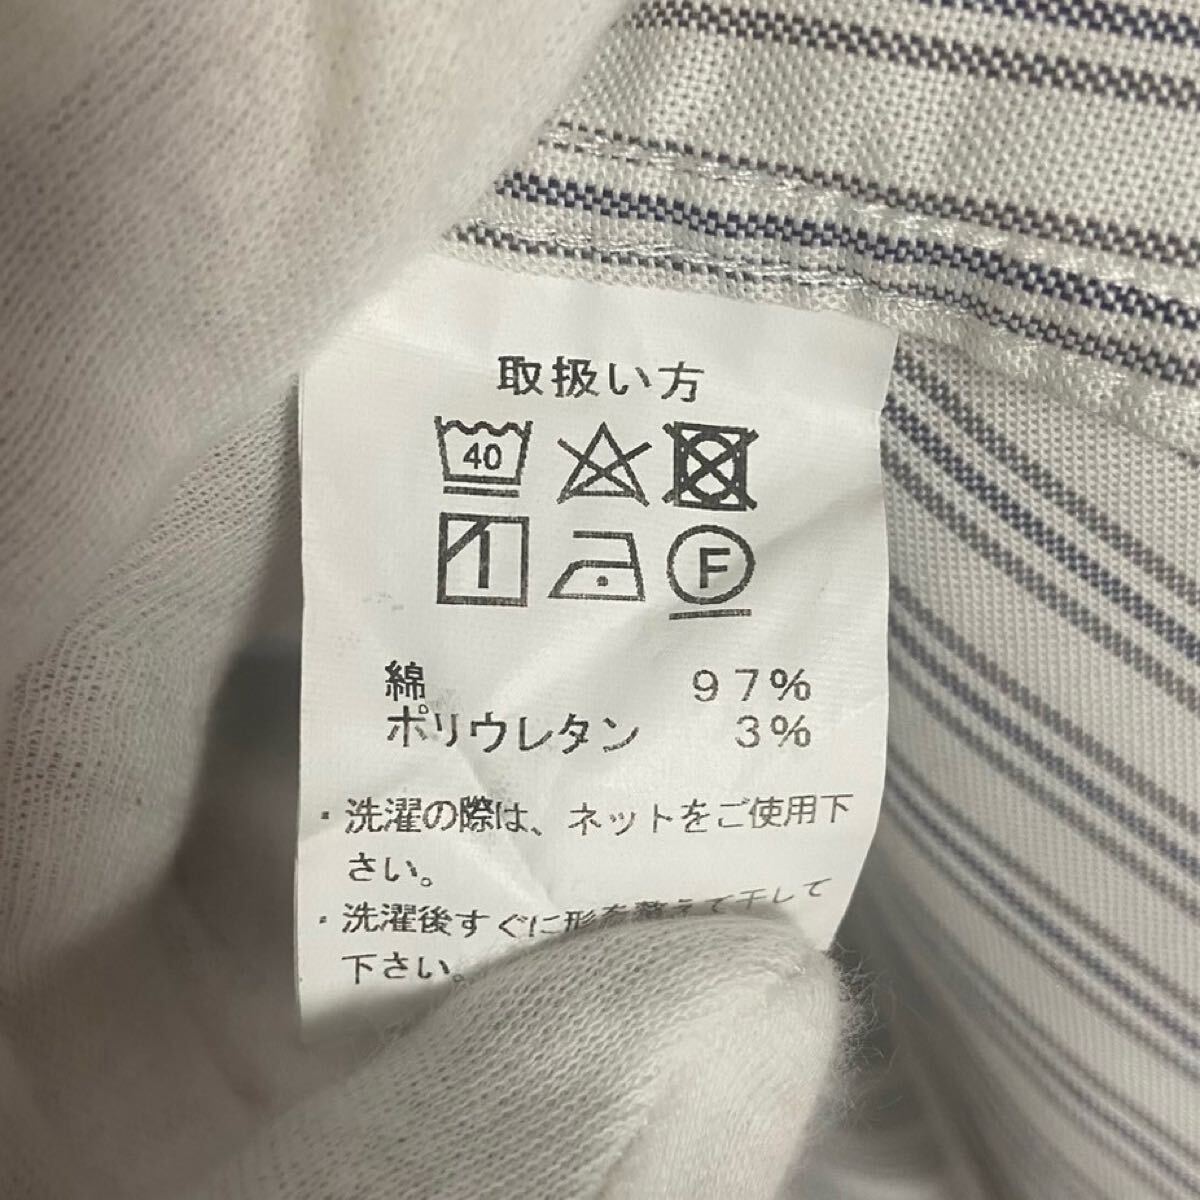 取扱い方
40
F
綿 97%
ポリウレタン 3%
・洗濯の際は、ネットをご使用下
さい。
・洗濯後すぐに形を整えて干して
下さい。